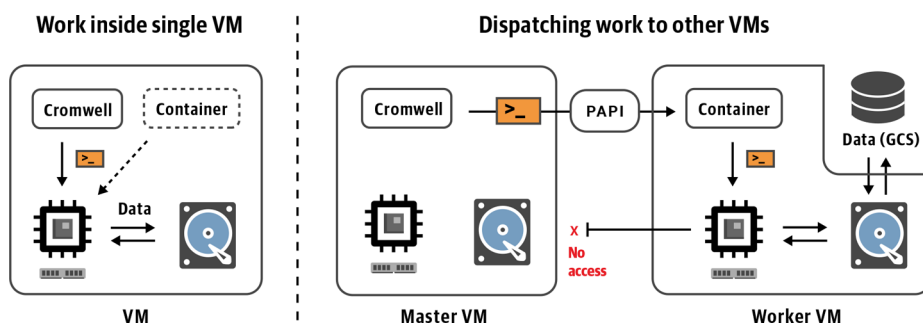 Work inside single VM
Cromwell
Container
>_
Data
VM
Dispatching work to other VMs
Cromwell
>_
PAPI
Container
Data (GCS)
>_
x
No
access
Master VM
Worker VM